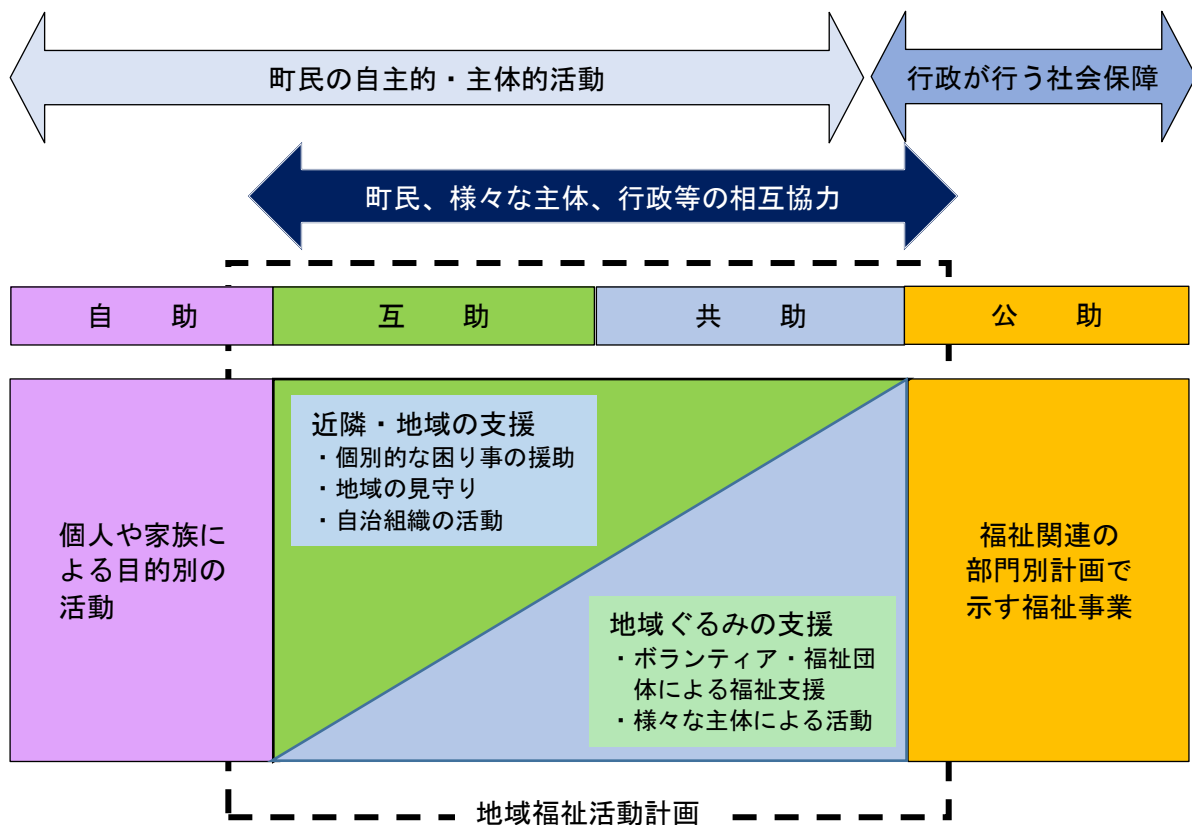 町民の自主的・主体的活動
行政が行う社会保障
町民、様々な主体、行政等の相互協力
自　　助
互　　助
共　　助
公　　助
個人や家族に
よる目的別の
活動
近隣・地域の支援
・個別的な困り事の援助
・地域の見守り
・自治組織の活動
地域ぐるみの支援
・ボランティア・福祉団
体による福祉支援
・様々な主体による活動
福祉関連の
部門別計画で
示す福祉事業
地域福祉活動計画